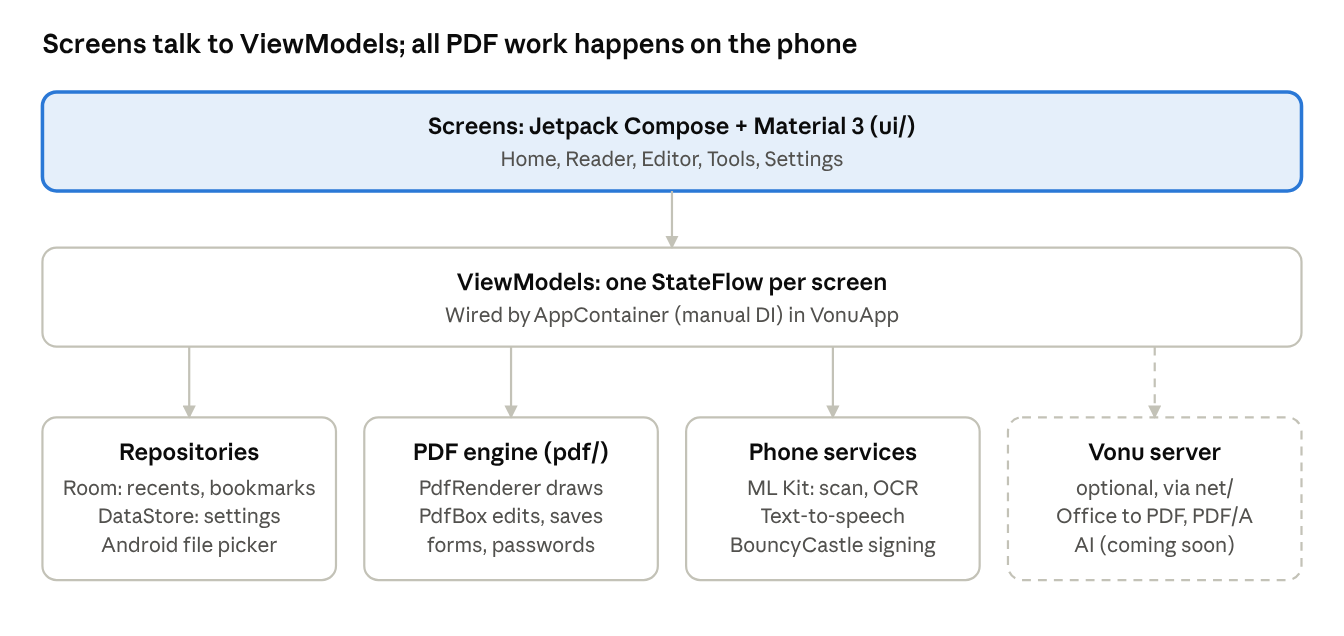 Screens talk to ViewModels; all PDF work happens on the phone
Screens: Jetpack Compose + Material 3 (ui/)
Home, Reader, Editor, Tools, Settings
ViewModels: one StateFlow per screen
Wired by AppContainer (manual DI) in VonuApp
Repositories
Room: recents, bookmarks
DataStore: settings
Android file picker
PDF engine (pdf/)
PdfRenderer draws
PdfBox edits, saves
forms, passwords
Phone services
ML Kit: scan, OCR
Text-to-speech
BouncyCastle signing
Vonu server
optional, via net/
Office to PDF, PDF/A
AI (coming soon)